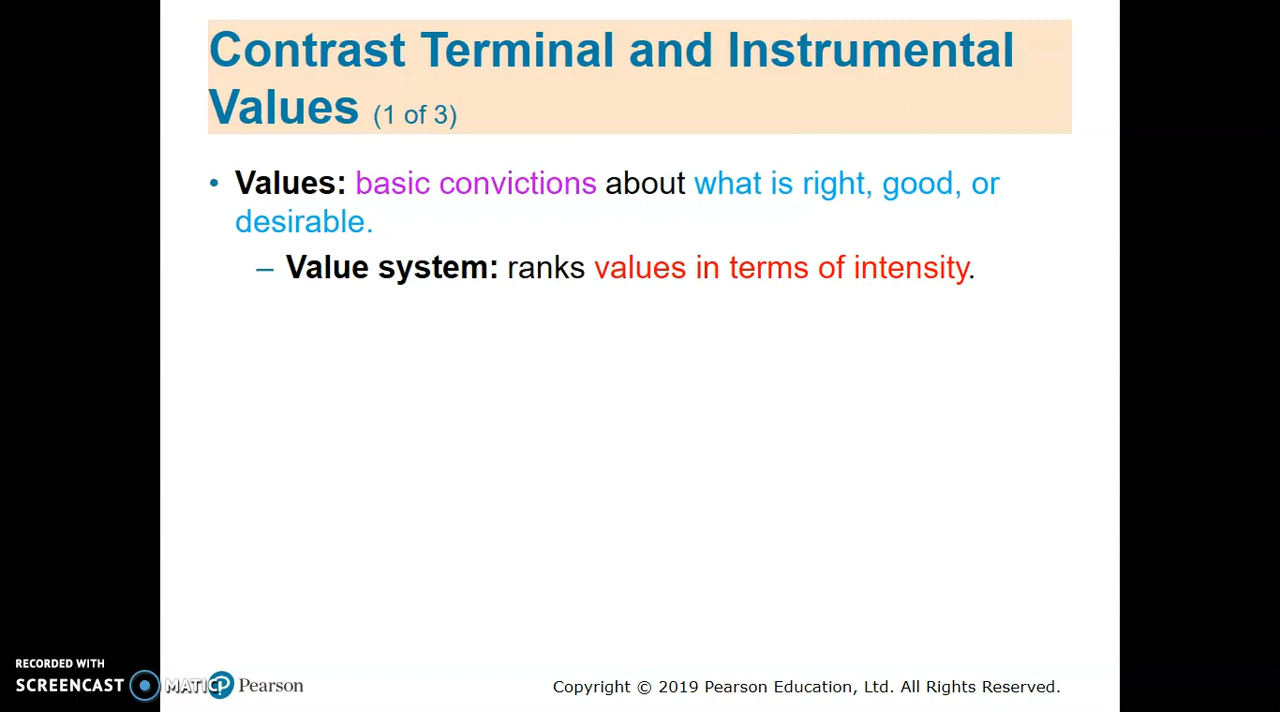 Contrast Terminal and Instrumental
Values (1 of 3)
• Values: basic convictions about what is right, good, or
desirable.
– Value system: ranks values in terms of intensity.
RECORDED WITH
SCREENCAST MATIC
Pearson
Copyright © 2019 Pearson Education, Ltd. All Rights Reserved.